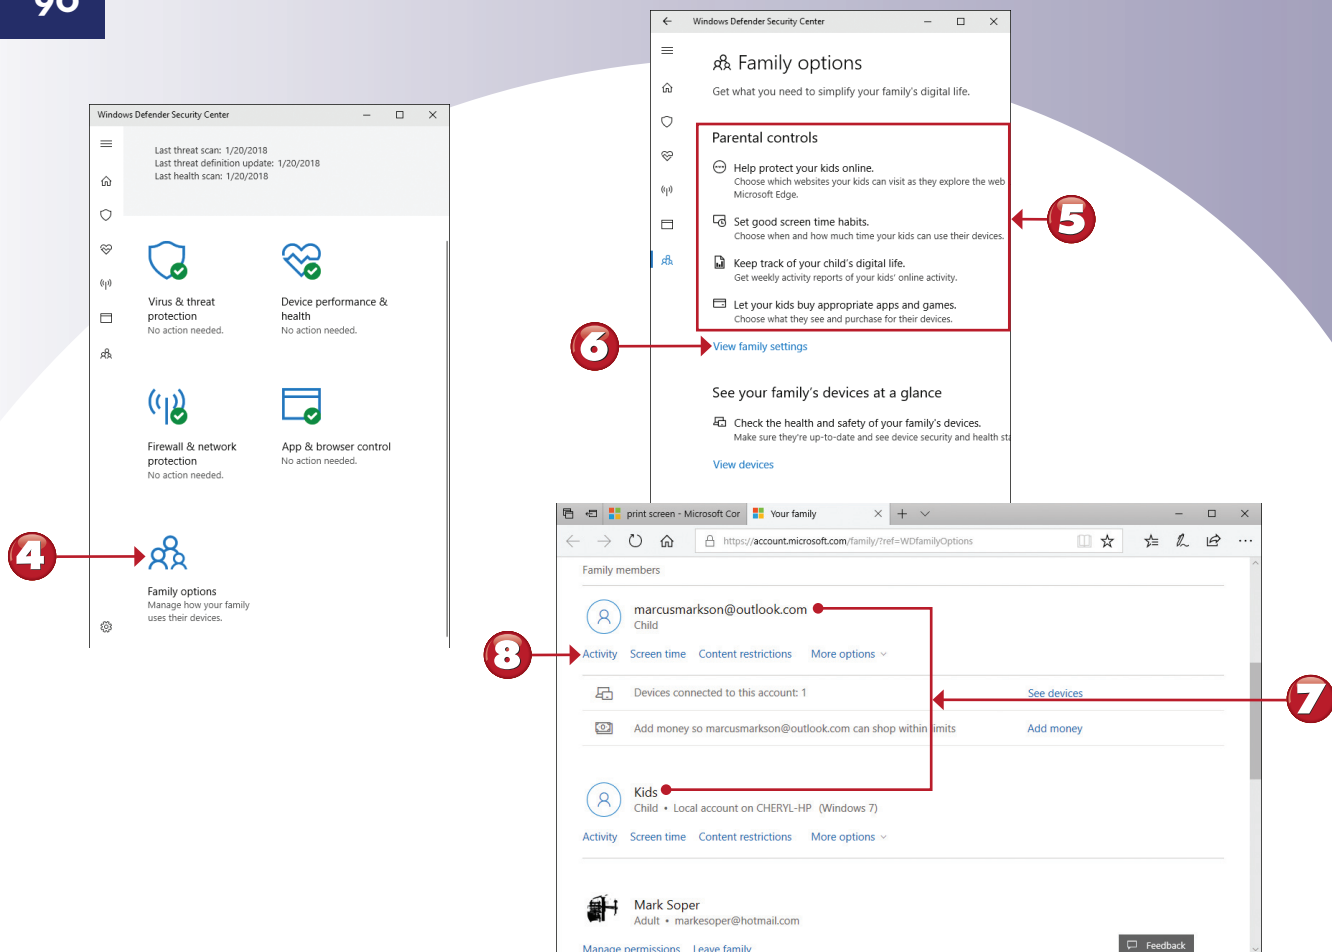 96
Windows Defender Security Center
Last threat scan: 1/20/2018
Last threat definition update: 1/20/2018
Last health scan: 1/20/2018
Virus & threat
protection
No action needed.
Device performance &
health
No action needed.
Firewall & network
protection
No action needed.
App & browser control
No action needed.
4
Family options
Manage how your family
uses their devices.
Windows Defender Security Center
Family options
Get what you need to simplify your family's digital life.
Parental controls
Help protect your kids online.
Choose which websites your kids can visit as they explore the web
Microsoft Edge.
Set good screen time habits.
Choose when and how much time your kids can use their devices.
Keep track of your child's digital life.
Get weekly activity reports of your kids' online activity.
Let your kids buy appropriate apps and games.
Choose what they see and purchase for their devices.
5
6
View family settings
See your family's devices at a glance
Check the health and safety of your family's devices.
Make sure they're up-to-date and see device security and health sta
View devices
print screen - Microsoft Cor
Your family
https://account.microsoft.com/family/?ref=WDfamilyOptions
Family members
marcusmarkson@outlook.com
Child
8
Activity Screen time Content restrictions More options
Devices connected to this account: 1 See devices
7
Add money so marcusmarkson@outlook.com can shop within limits Add money
Kids
Child • Local account on CHERYL-HP (Windows 7)
Activity Screen time Content restrictions More options
Mark Soper
Adult • markesoper@hotmail.com
Manage permissions Leave family
Feedback